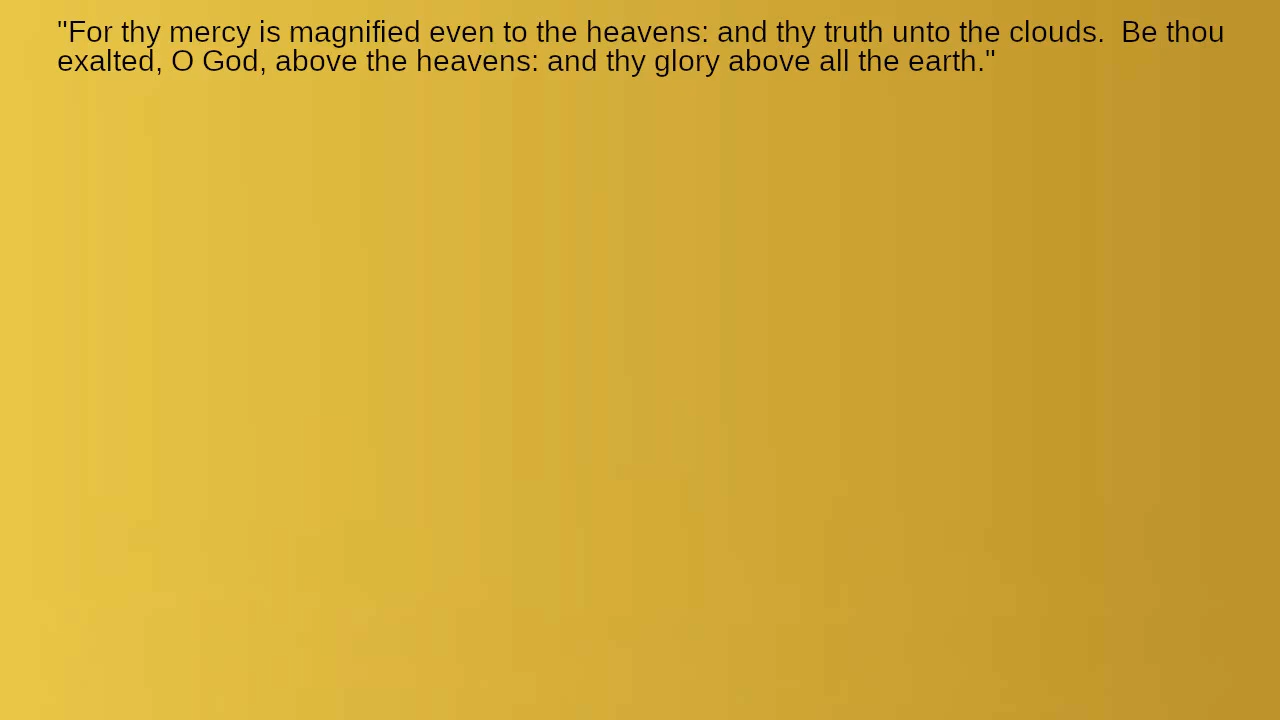 "For thy mercy is magnified even to the heavens: and thy truth unto the clouds.  Be thou
exalted, O God, above the heavens: and thy glory above all the earth."